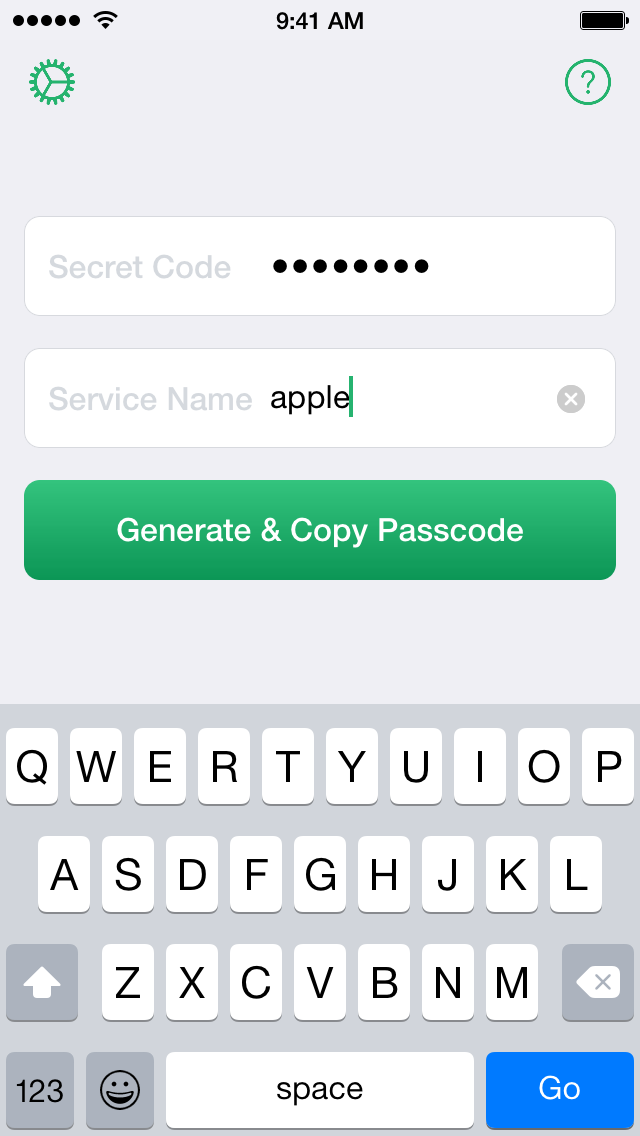 9:41 AM
?
Secret Code ••••••••
Service Name apple
Generate & Copy Passcode
Q W E R T Y U I O P
A S D F G H J K L
Z X C V B N M
123 space Go